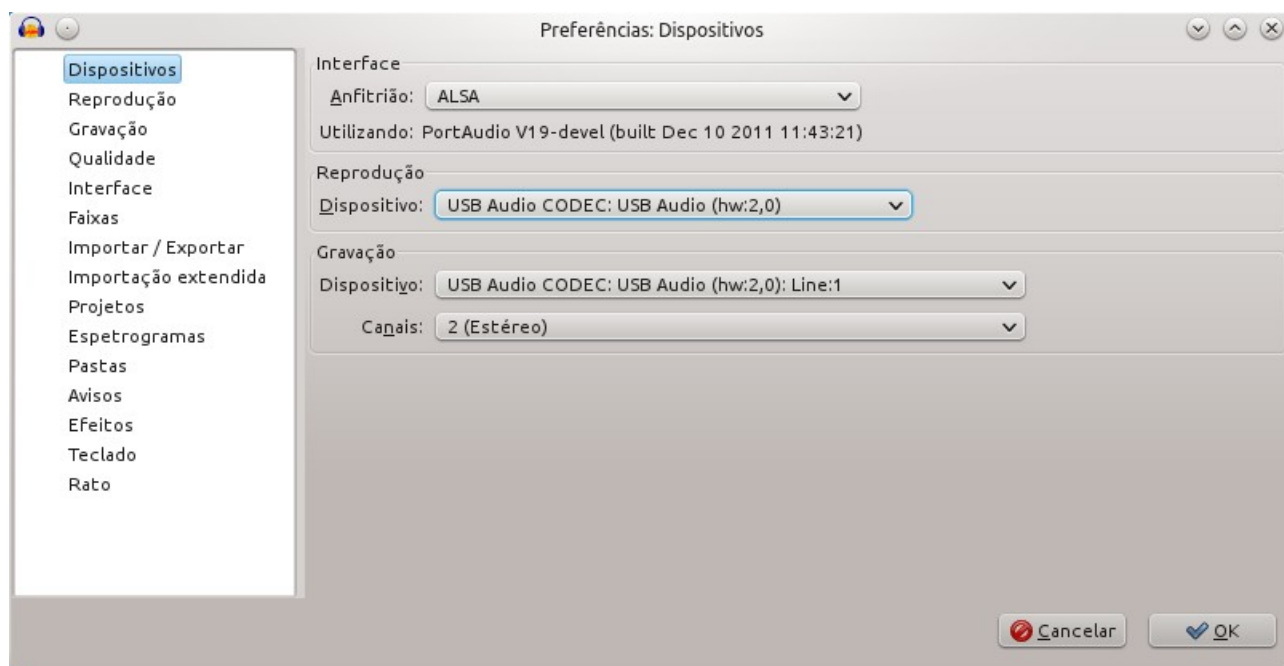 Preferências: Dispositivos
Dispositivos
Reprodução
Gravação
Qualidade
Interface
Faixas
Importar / Exportar
Importação extendida
Projetos
Espetrogramas
Pastas
Avisos
Efeitos
Teclado
Rato
Interface
Anfitrião: ALSA
Utilizando: PortAudio V19-devel (built Dec 10 2011 11:43:21)
Reprodução
Dispositivo: USB Audio CODEC: USB Audio (hw:2,0)
Gravação
Dispositivo: USB Audio CODEC: USB Audio (hw:2,0): Line:1
Canais: 2 (Estéreo)
Cancelar OK